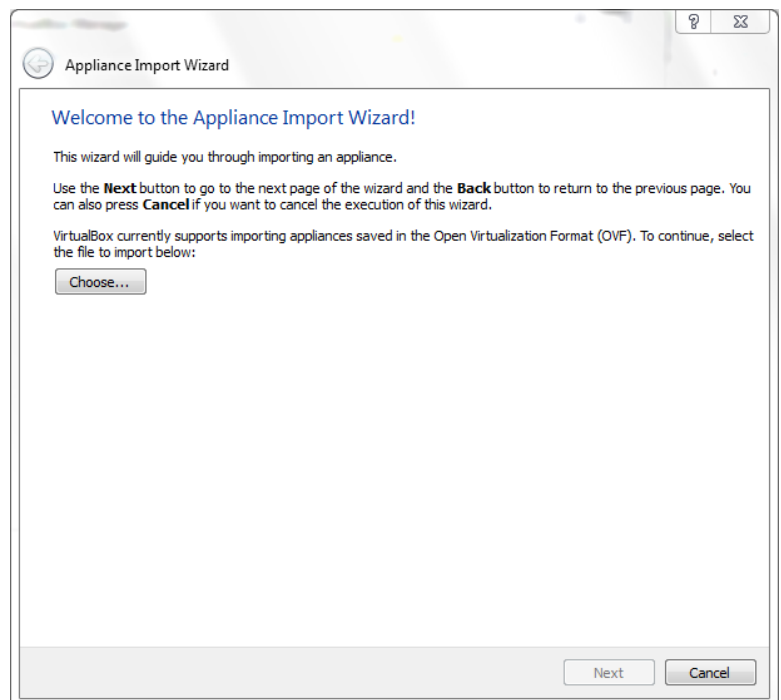 Appliance Import Wizard
Welcome to the Appliance Import Wizard!
This wizard will guide you through importing an appliance.
Use the Next button to go to the next page of the wizard and the Back button to return to the previous page. You
can also press Cancel if you want to cancel the execution of this wizard.
VirtualBox currently supports importing appliances saved in the Open Virtualization Format (OVF). To continue, select
the file to import below:
Choose...
Next
Cancel